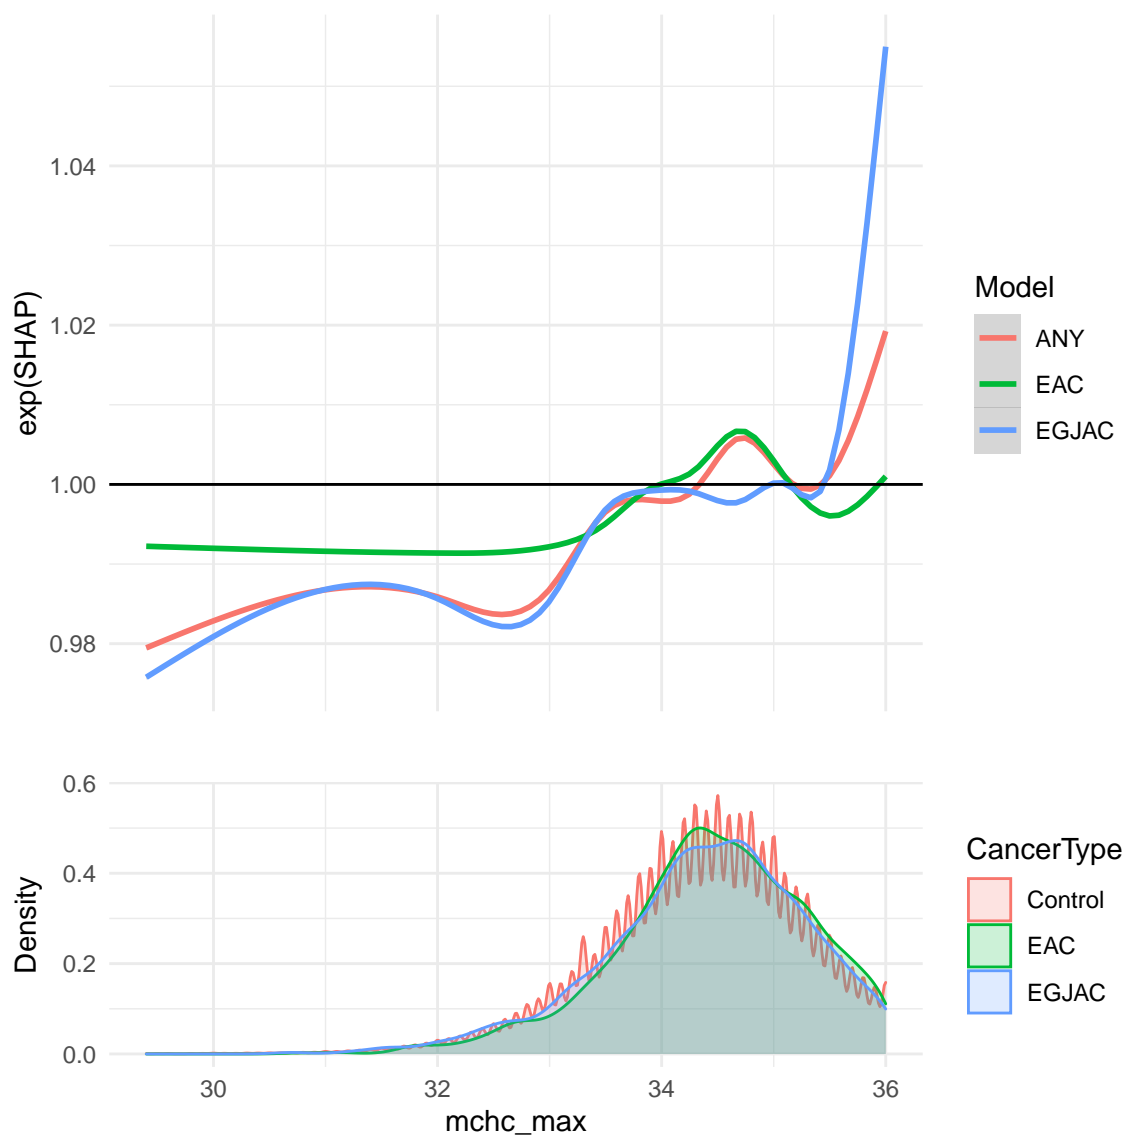 exp(SHAP)
1.04
1.02
1.00
0.98
Model
ANY
EAC
EGJAC
Density
0.6
0.4
0.2
0.0
30
32
34
36
mchc_max
CancerType
Control
EAC
EGJAC